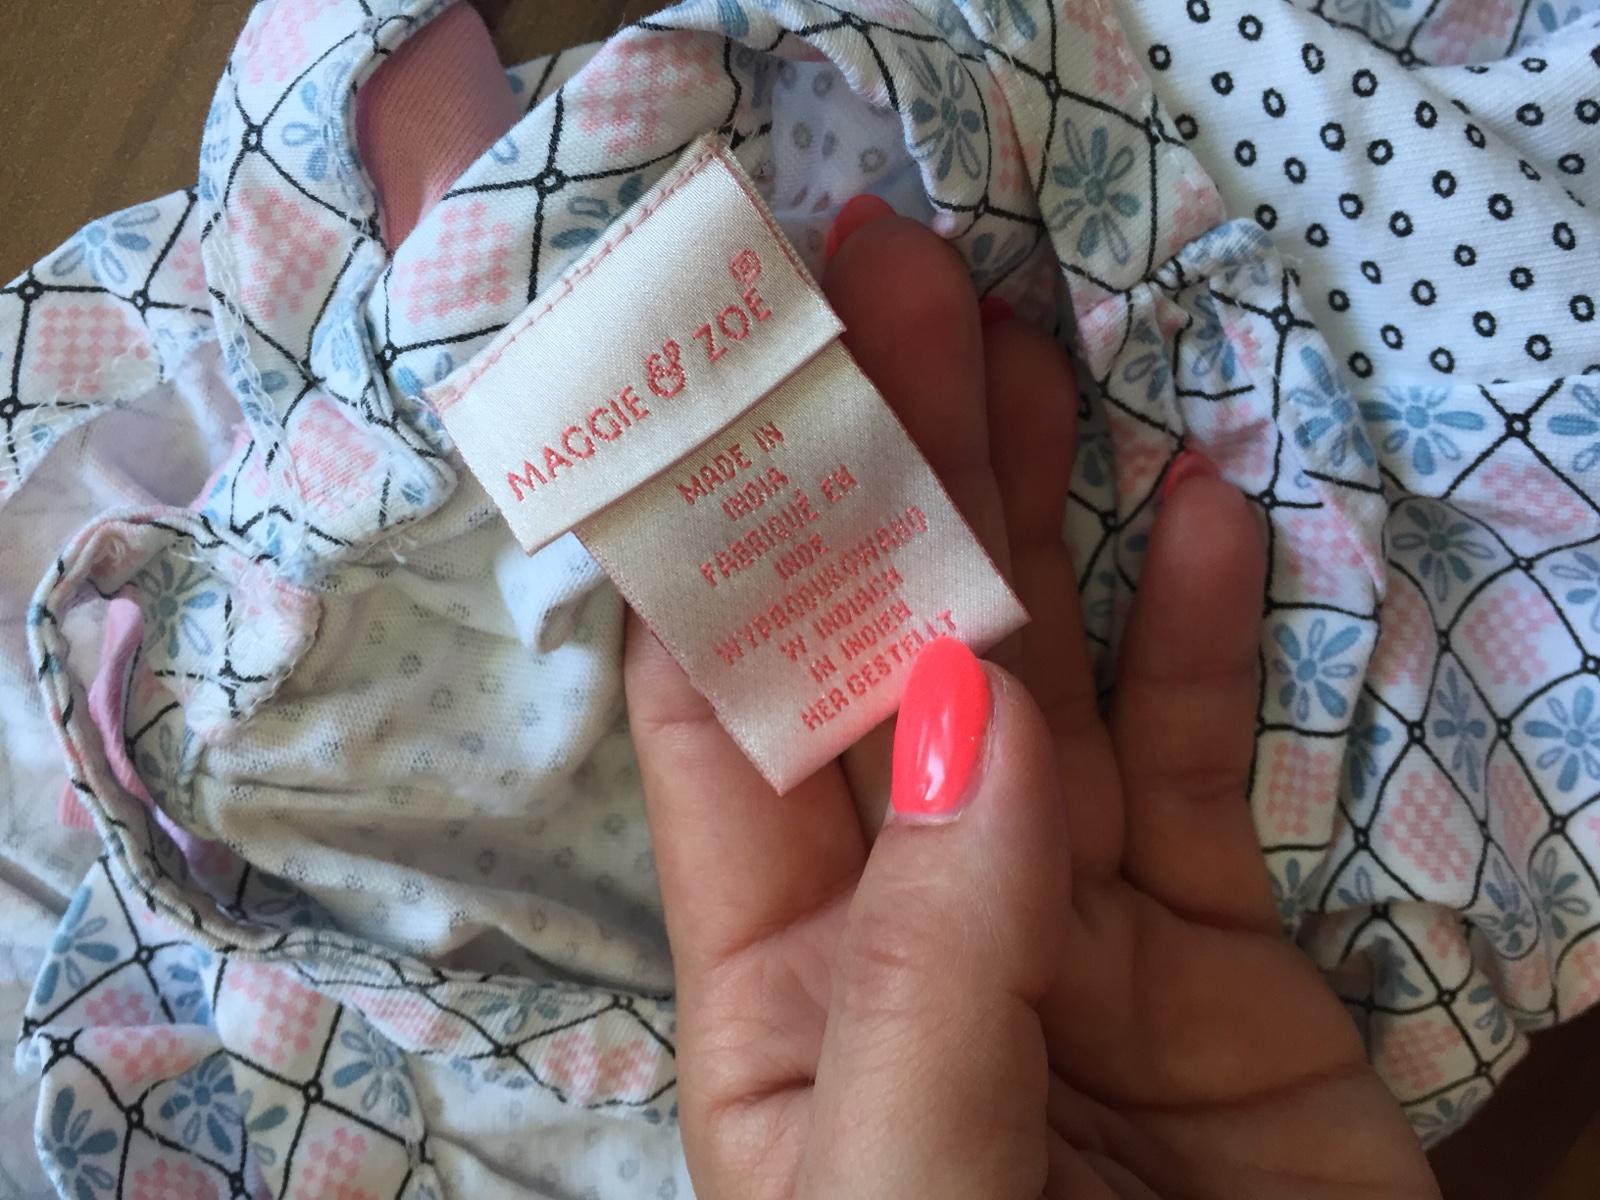 MAGGIE & ZOE®
MADE IN
INDIA
FABRIQUÉ EN
INDE
WYPRODUKOWANO
W INDIACH
IN INDIEN
HERGESTELLT